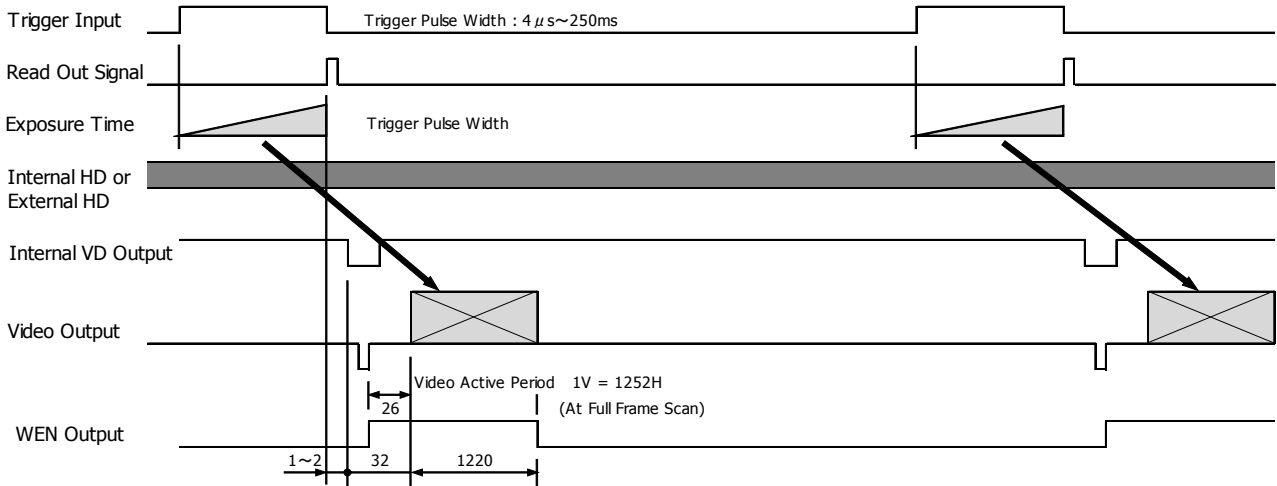 Trigger Input
Trigger Pulse Width : 4 μ s~250ms
Read Out Signal
Exposure Time
Trigger Pulse Width
Internal HD or
External HD
Internal VD Output
Video Output
Video Active Period 1V = 1252H
26
(At Full Frame Scan)
WEN Output
1~2
32
1220